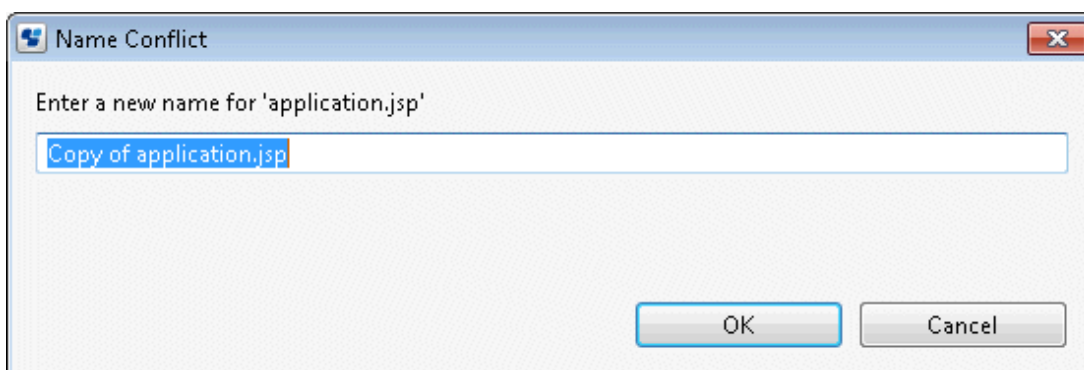 Name Conflict
Enter a new name for 'application.jsp'
Copy of application.jsp
OK Cancel